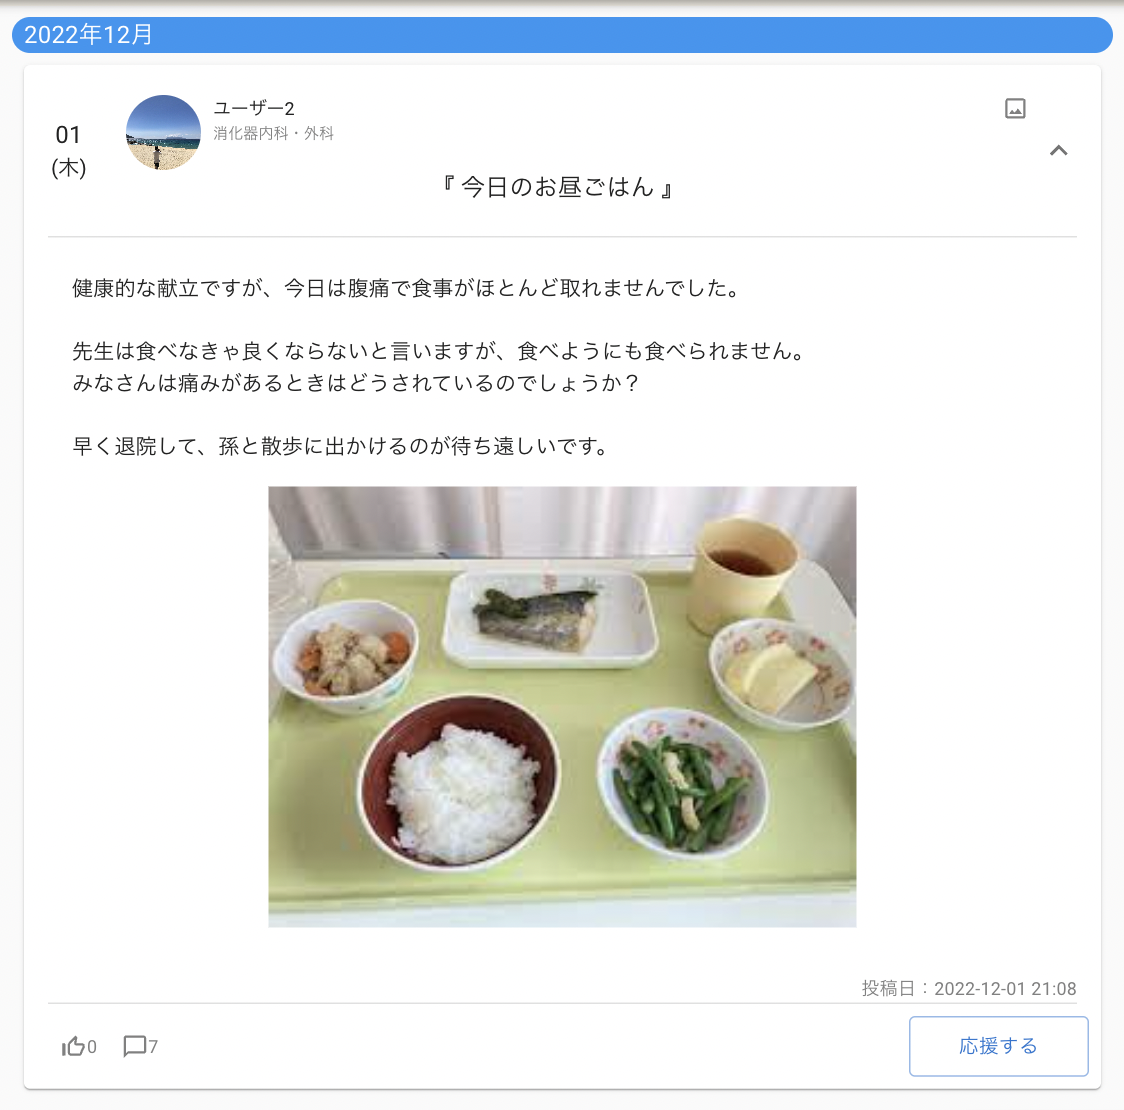 2022年12月
01
(木)
ユーザー2
消化器内科・外科
『 今日のお昼ごはん 』
健康的な献立ですが、今日は腹痛で食事がほとんど取れませんでした。
先生は食べなきゃ良くならないと言いますが、食べようにも食べられません。
みなさんは痛みがあるときはどうされているのでしょうか？
早く退院して、孫と散歩に出かけるのが待ち遠しいです。
投稿日：2022-12-01 21:08
0
7
応援する